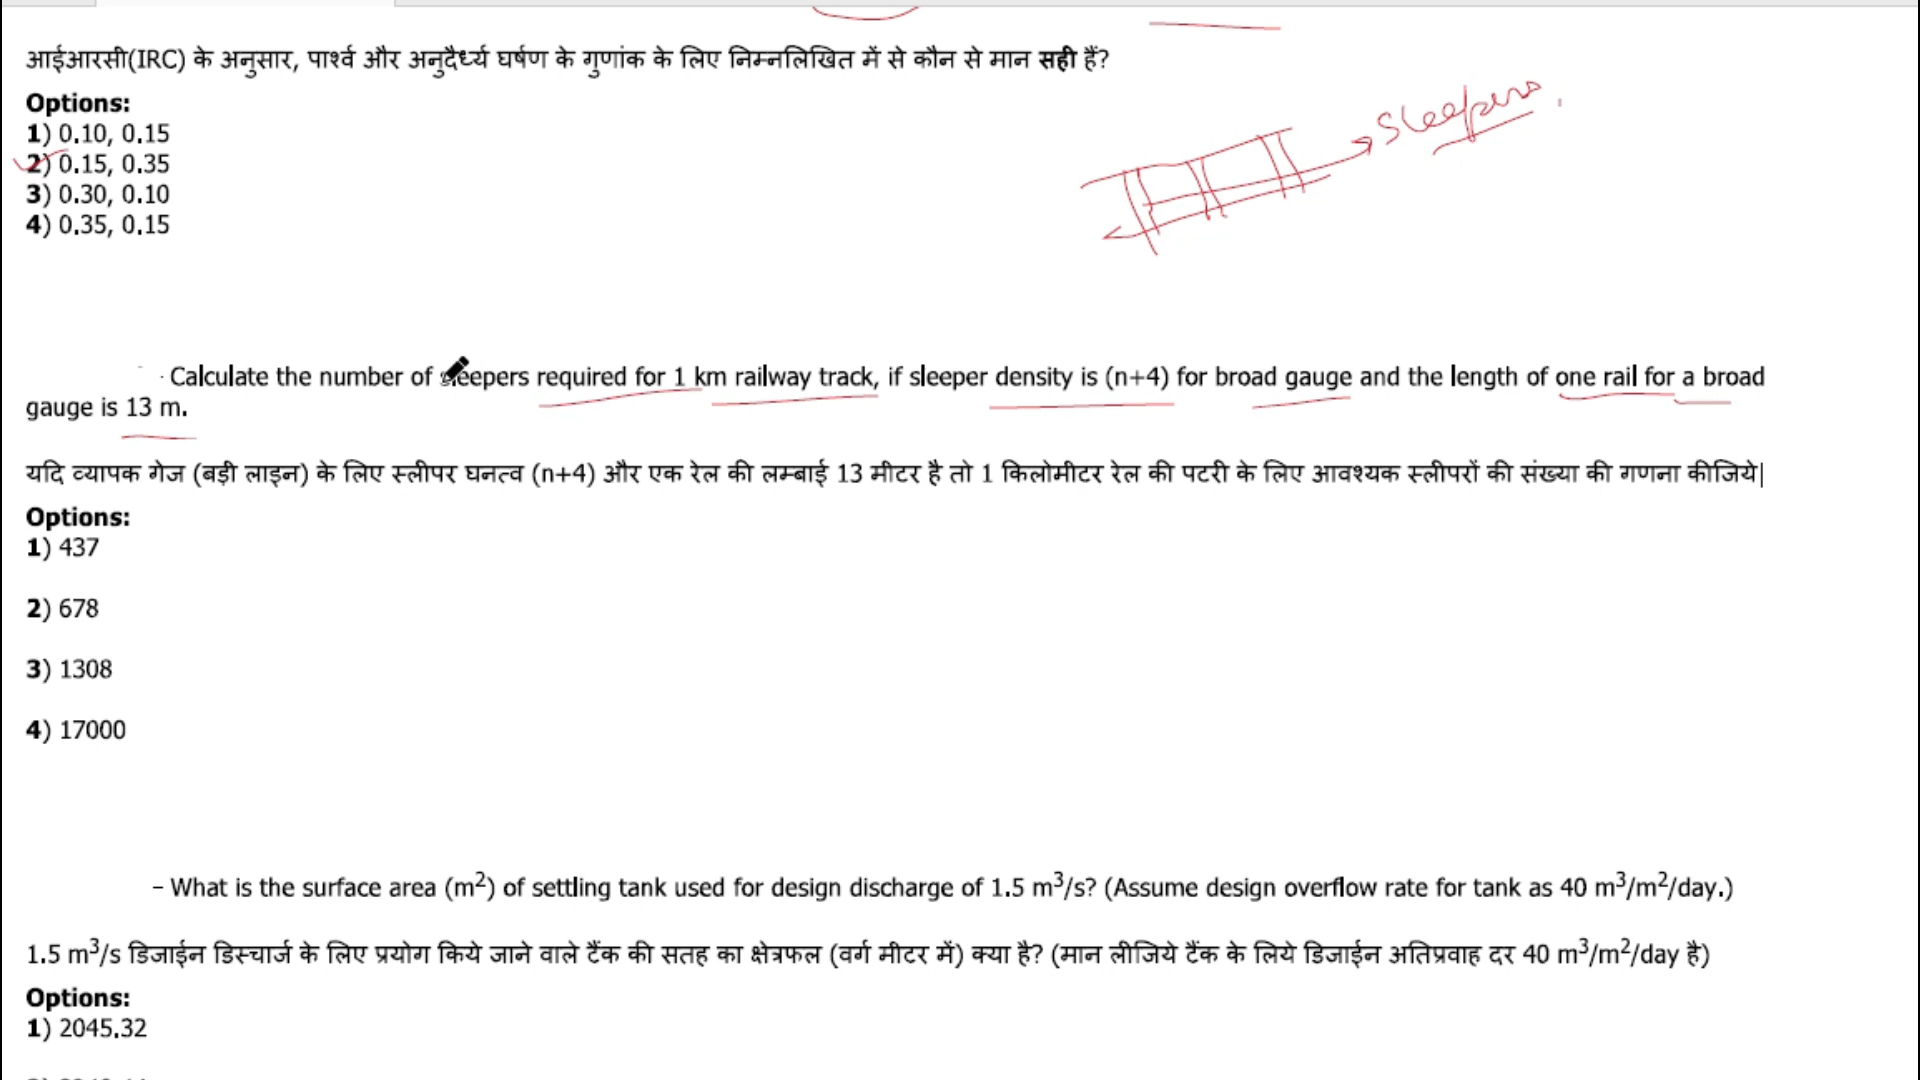 आईआरसी(IRC) के अनुसार, पार्श्व और अनुदैर्ध्य घर्षण के गुणांक के लिए निम्नलिखित में से कौन से मान सही हैं?
Options:
1) 0.10, 0.15
2) 0.15, 0.35
3) 0.30, 0.10
4) 0.35, 0.15
sleepers
Calculate the number of sleepers required for 1 km railway track, if sleeper density is (n+4) for broad gauge and the length of one rail for a broad
gauge is 13 m.
यदि व्यापक गेज (बड़ी लाइन) के लिए स्लीपर घनत्व (n+4) और एक रेल की लम्बाई 13 मीटर है तो 1 किलोमीटर रेल की पटरी के लिए आवश्यक स्लीपरों की संख्या की गणना कीजिये|
Options:
1) 437
2) 678
3) 1308
4) 17000
– What is the surface area (m²) of settling tank used for design discharge of 1.5 m³/s? (Assume design overflow rate for tank as 40 m³/m²/day.)
1.5 m³/s डिजाईन डिस्चार्ज के लिए प्रयोग किये जाने वाले टैंक की सतह का क्षेत्रफल (वर्ग मीटर में) क्या है? (मान लीजिये टैंक के लिये डिजाईन अतिप्रवाह दर 40 m³/m²/day है)
Options:
1) 2045.32